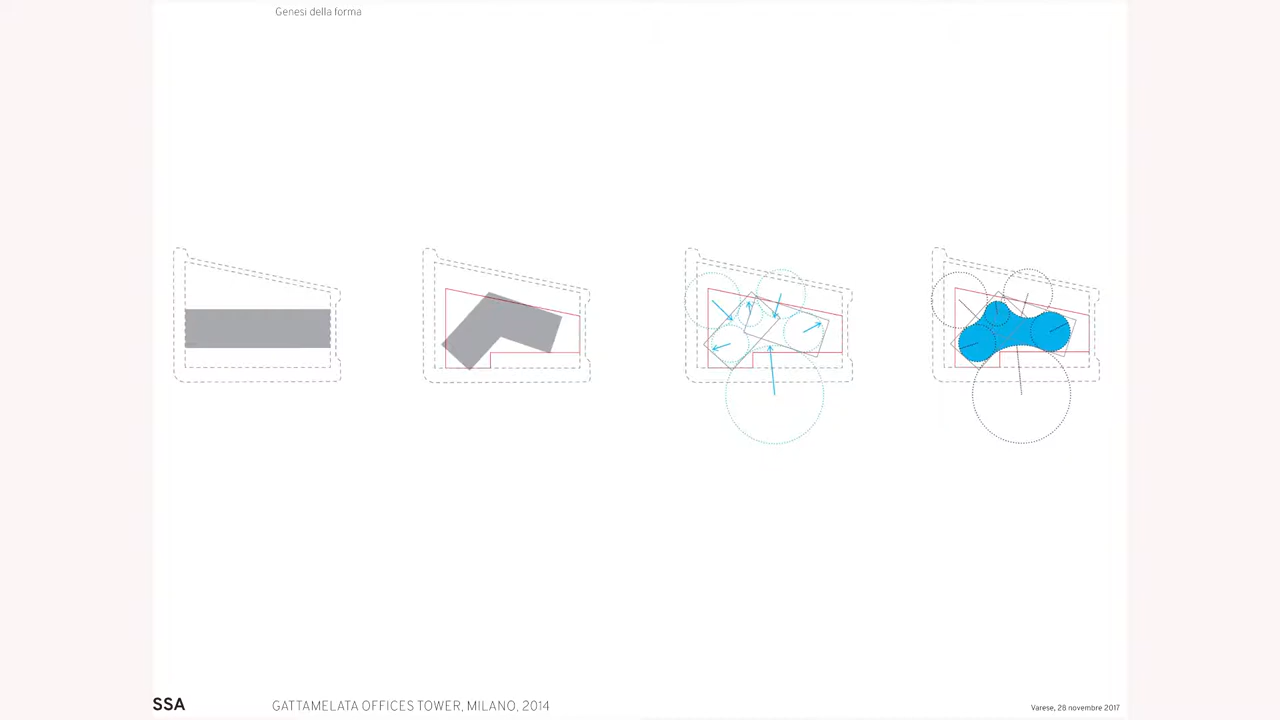 Genesi della forma
SSA
GATTAMELATA OFFICES TOWER, MILANO, 2014
Varese, 28 novembre 2017